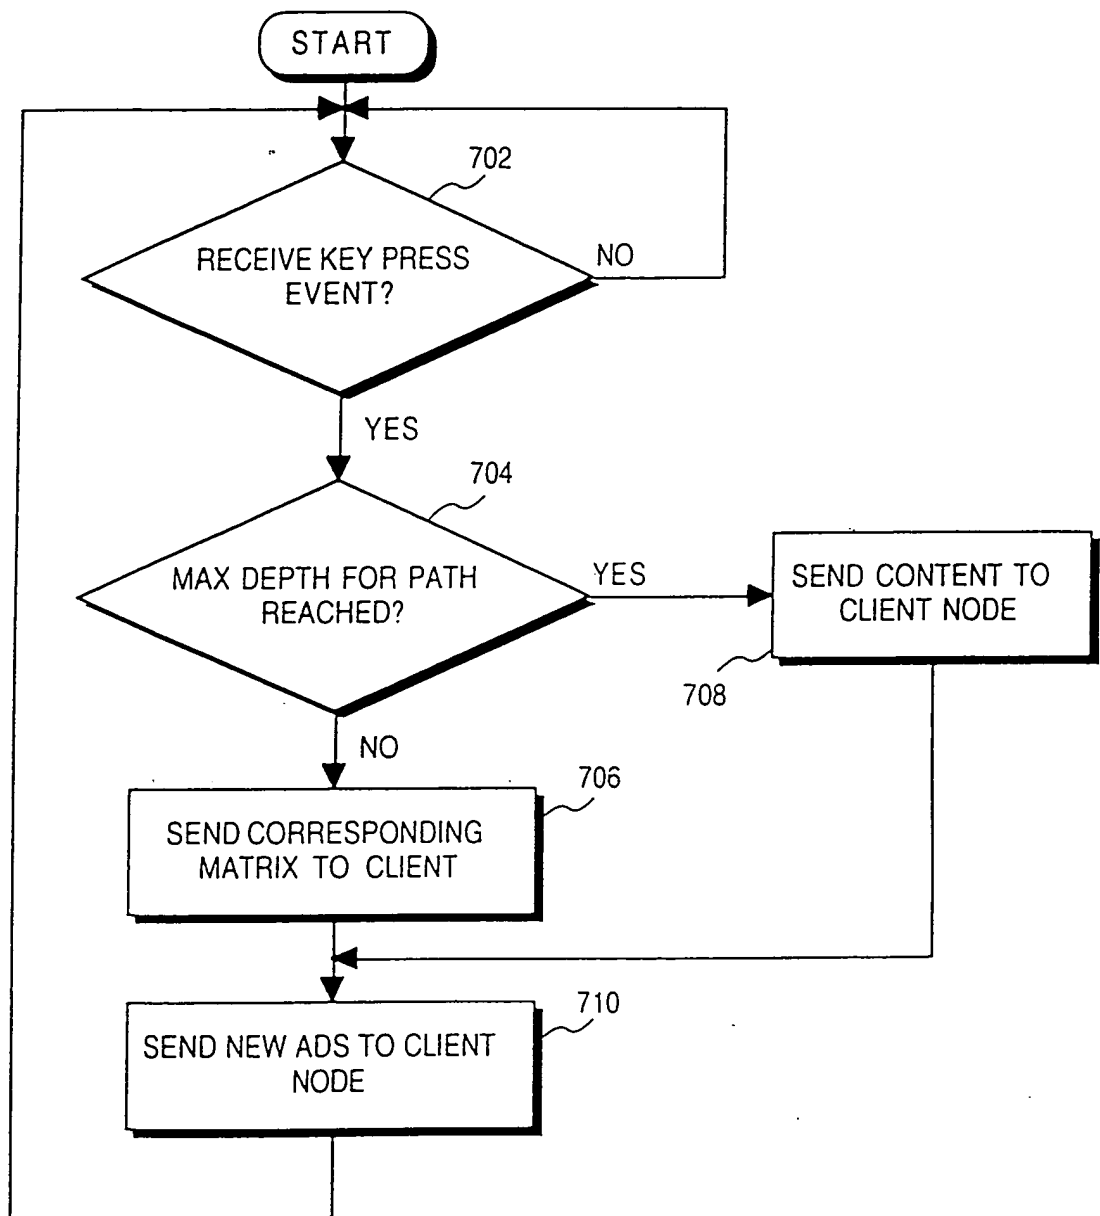 START
702
RECEIVE KEY PRESS
EVENT?
NO
YES
704
MAX DEPTH FOR PATH
REACHED?
YES
SEND CONTENT TO
CLIENT NODE
708
NO
706
SEND CORRESPONDING
MATRIX TO CLIENT
710
SEND NEW ADS TO CLIENT
NODE